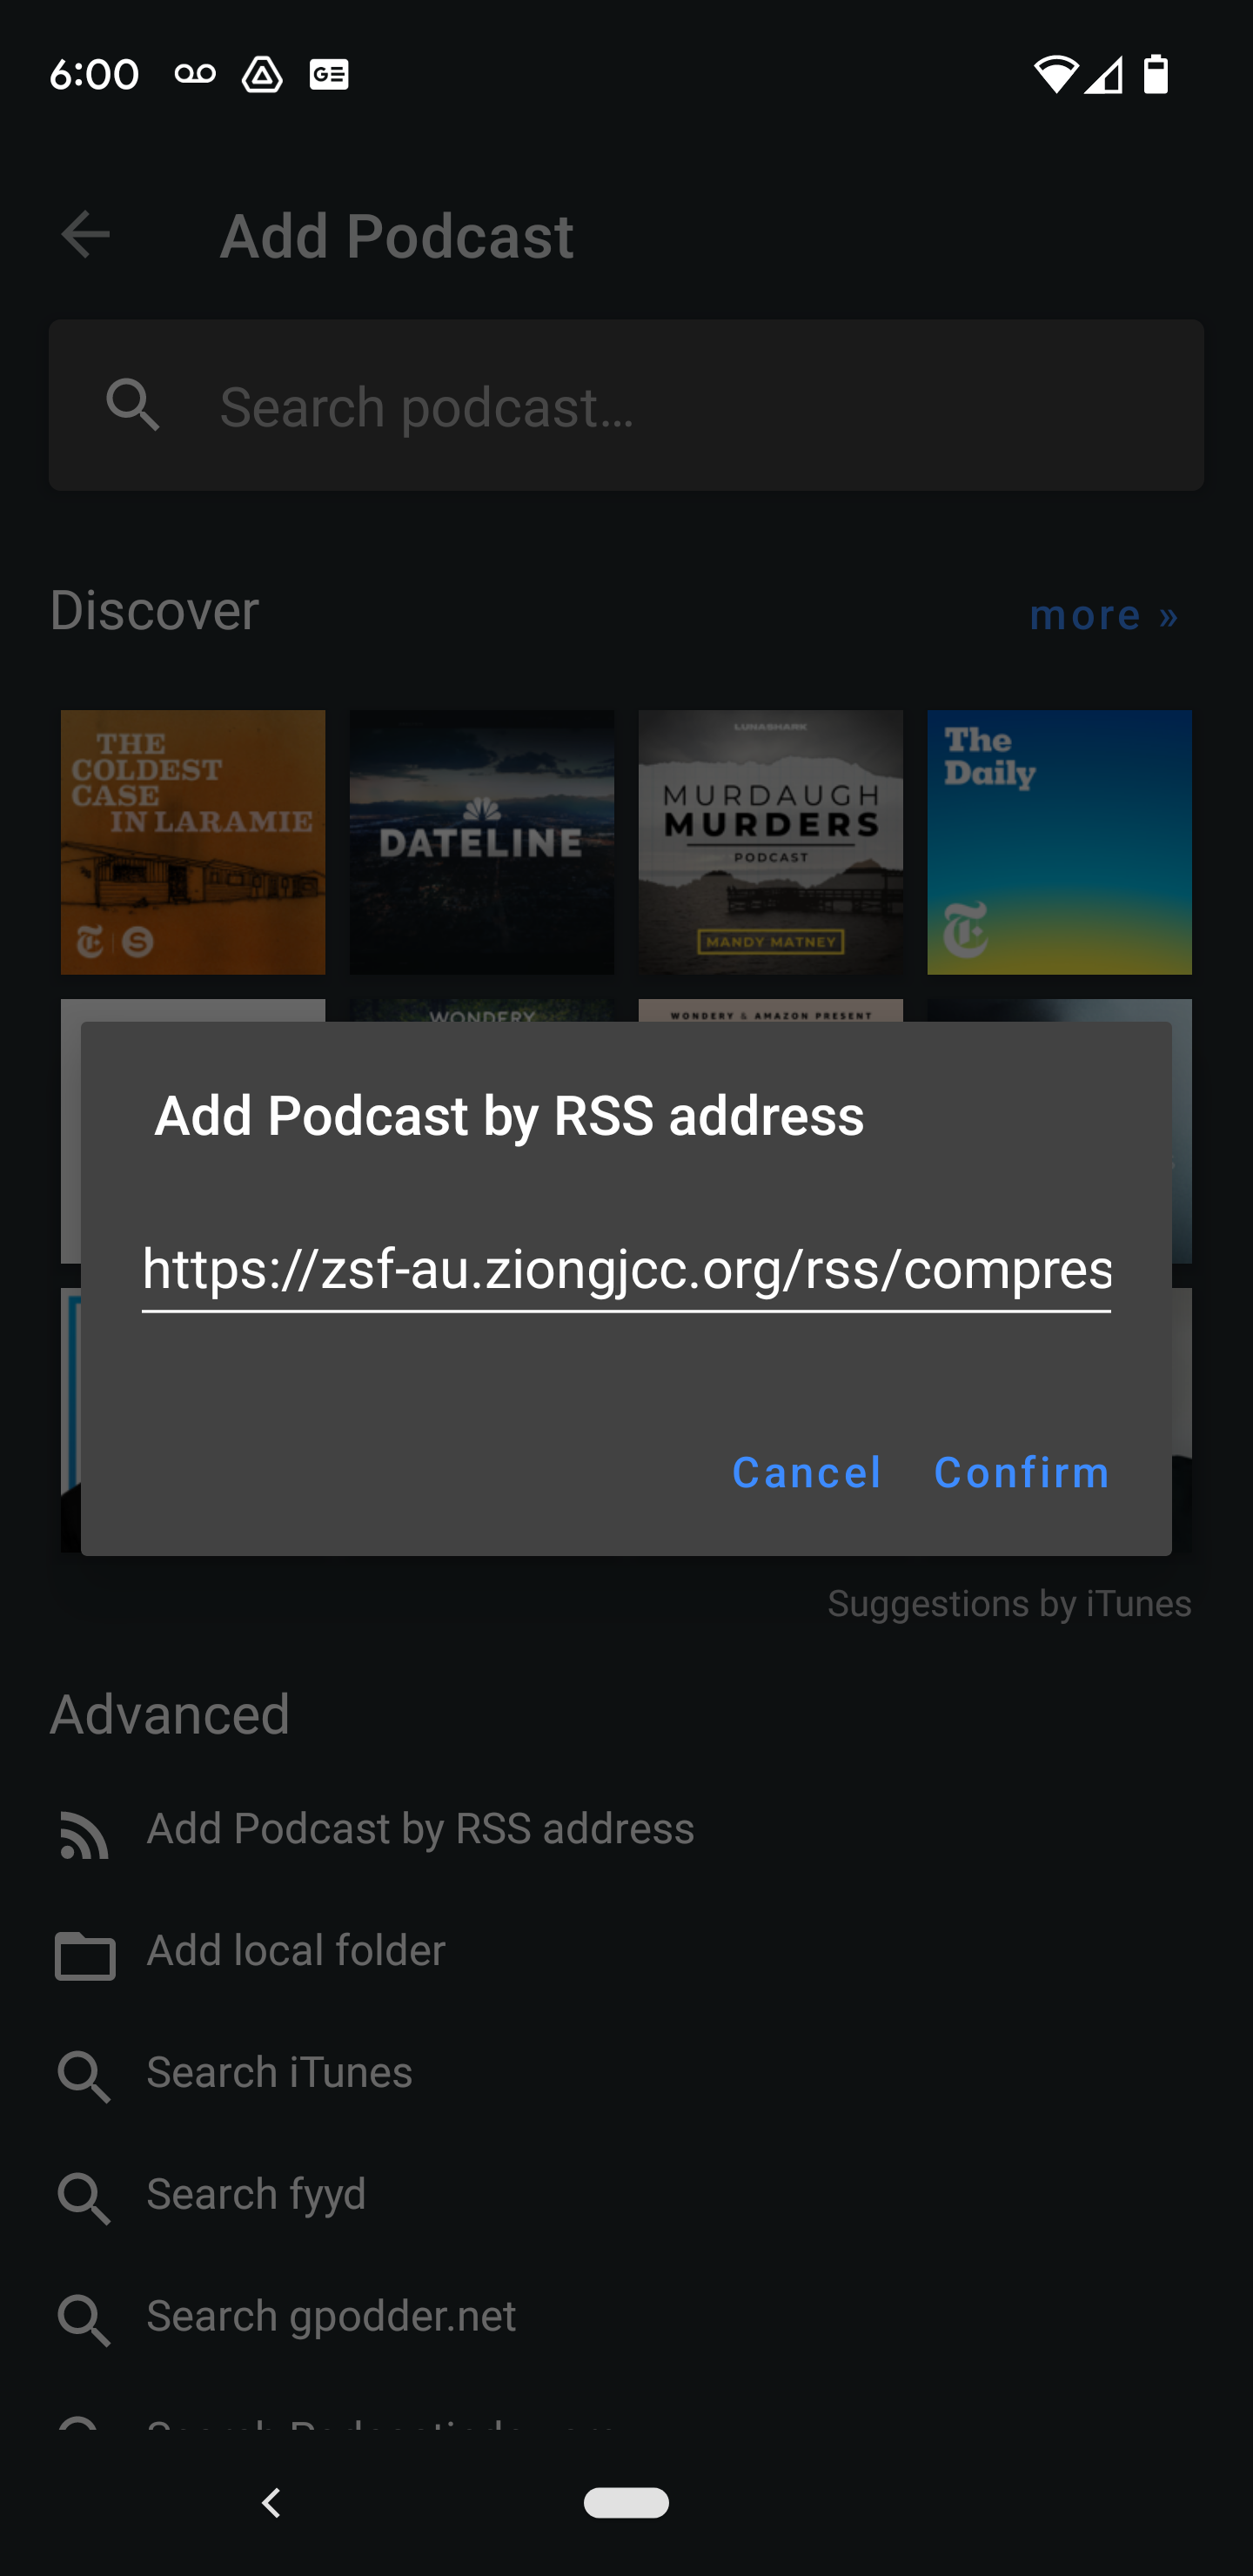 6:00
GE
Add Podcast
Search podcast...
Discover
more »
THE
COLDEST
CASE
IN LARAMIE
DATELINE
LUNASHARK
MURDAUGH
MURDERS
PODCAST
MANDY MATNEY
The
Daily
WONDERY
WONDERY & AMAZON PRESENT
Add Podcast by RSS address
https://zsf-au.ziongjcc.org/rss/compres
Cancel
Confirm
Suggestions by iTunes
Advanced
Add Podcast by RSS address
Add local folder
Search iTunes
Search fyyd
Search gpodder.net